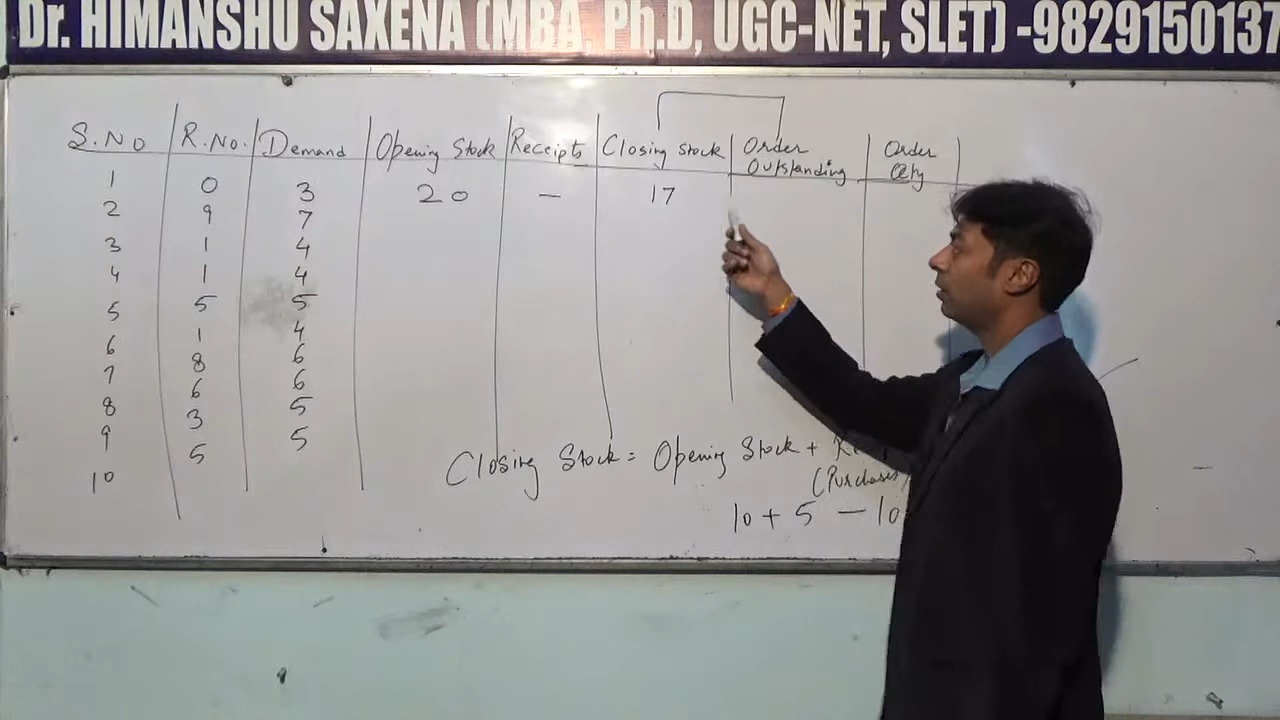 Dr. HIMANSHU SAXENA (MBA, Ph.D, UGC-NET, SLET) -9829150137
S.No R.No. Demand Opening Stock Receipts Closing stock Order Outstanding Order Qty
1 0 3 20 — 17
2 9 7
3 1 4
4 1 4
5 5 5
6 1 4
7 8 6
8 6 6
9 3 5
10 5 5
Closing Stock = Opening Stock +
(Purchases)
10 + 5 — 10